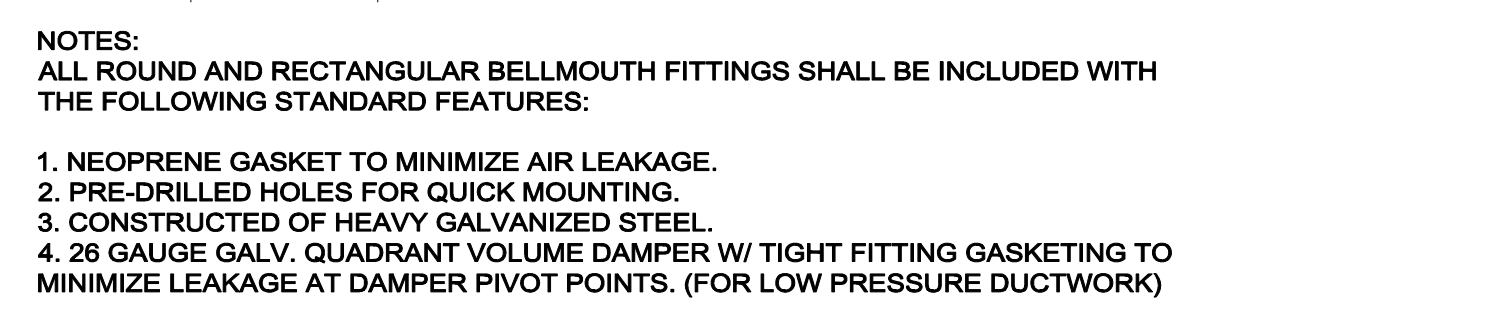 NOTES:
ALL ROUND AND RECTANGULAR BELLMOUTH FITTINGS SHALL BE INCLUDED WITH
THE FOLLOWING STANDARD FEATURES:
1. NEOPRENE GASKET TO MINIMIZE AIR LEAKAGE.
2. PRE-DRILLED HOLES FOR QUICK MOUNTING.
3. CONSTRUCTED OF HEAVY GALVANIZED STEEL.
4. 26 GAUGE GALV. QUADRANT VOLUME DAMPER W/ TIGHT FITTING GASKETING TO
MINIMIZE LEAKAGE AT DAMPER PIVOT POINTS. (FOR LOW PRESSURE DUCTWORK)